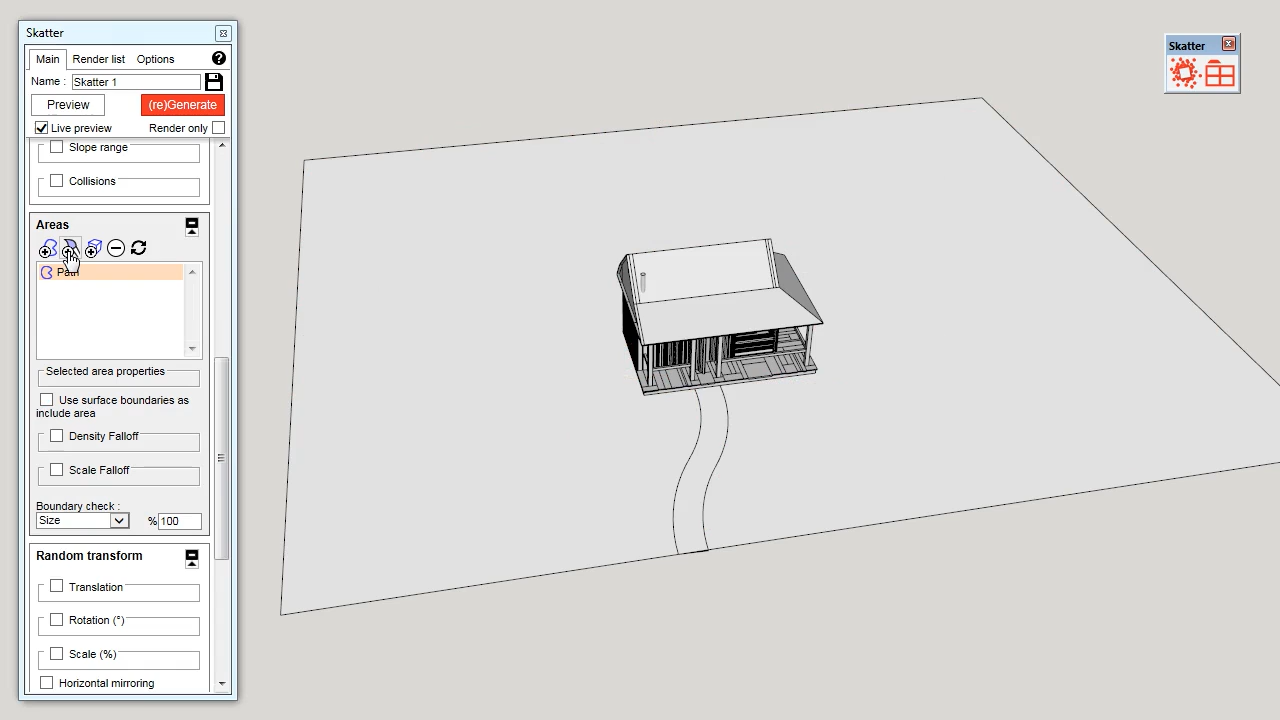 Skatter
Main
Render list
Options
Name :
Skatter 1
Preview
(re)Generate
Live preview
Render only
Slope range
Collisions
Areas
Path
Selected area properties
Use surface boundaries as
include area
Density Falloff
Scale Falloff
Boundary check :
Size
% 100
Random transform
Translation
Rotation (°)
Scale (%)
Horizontal mirroring
Skatter